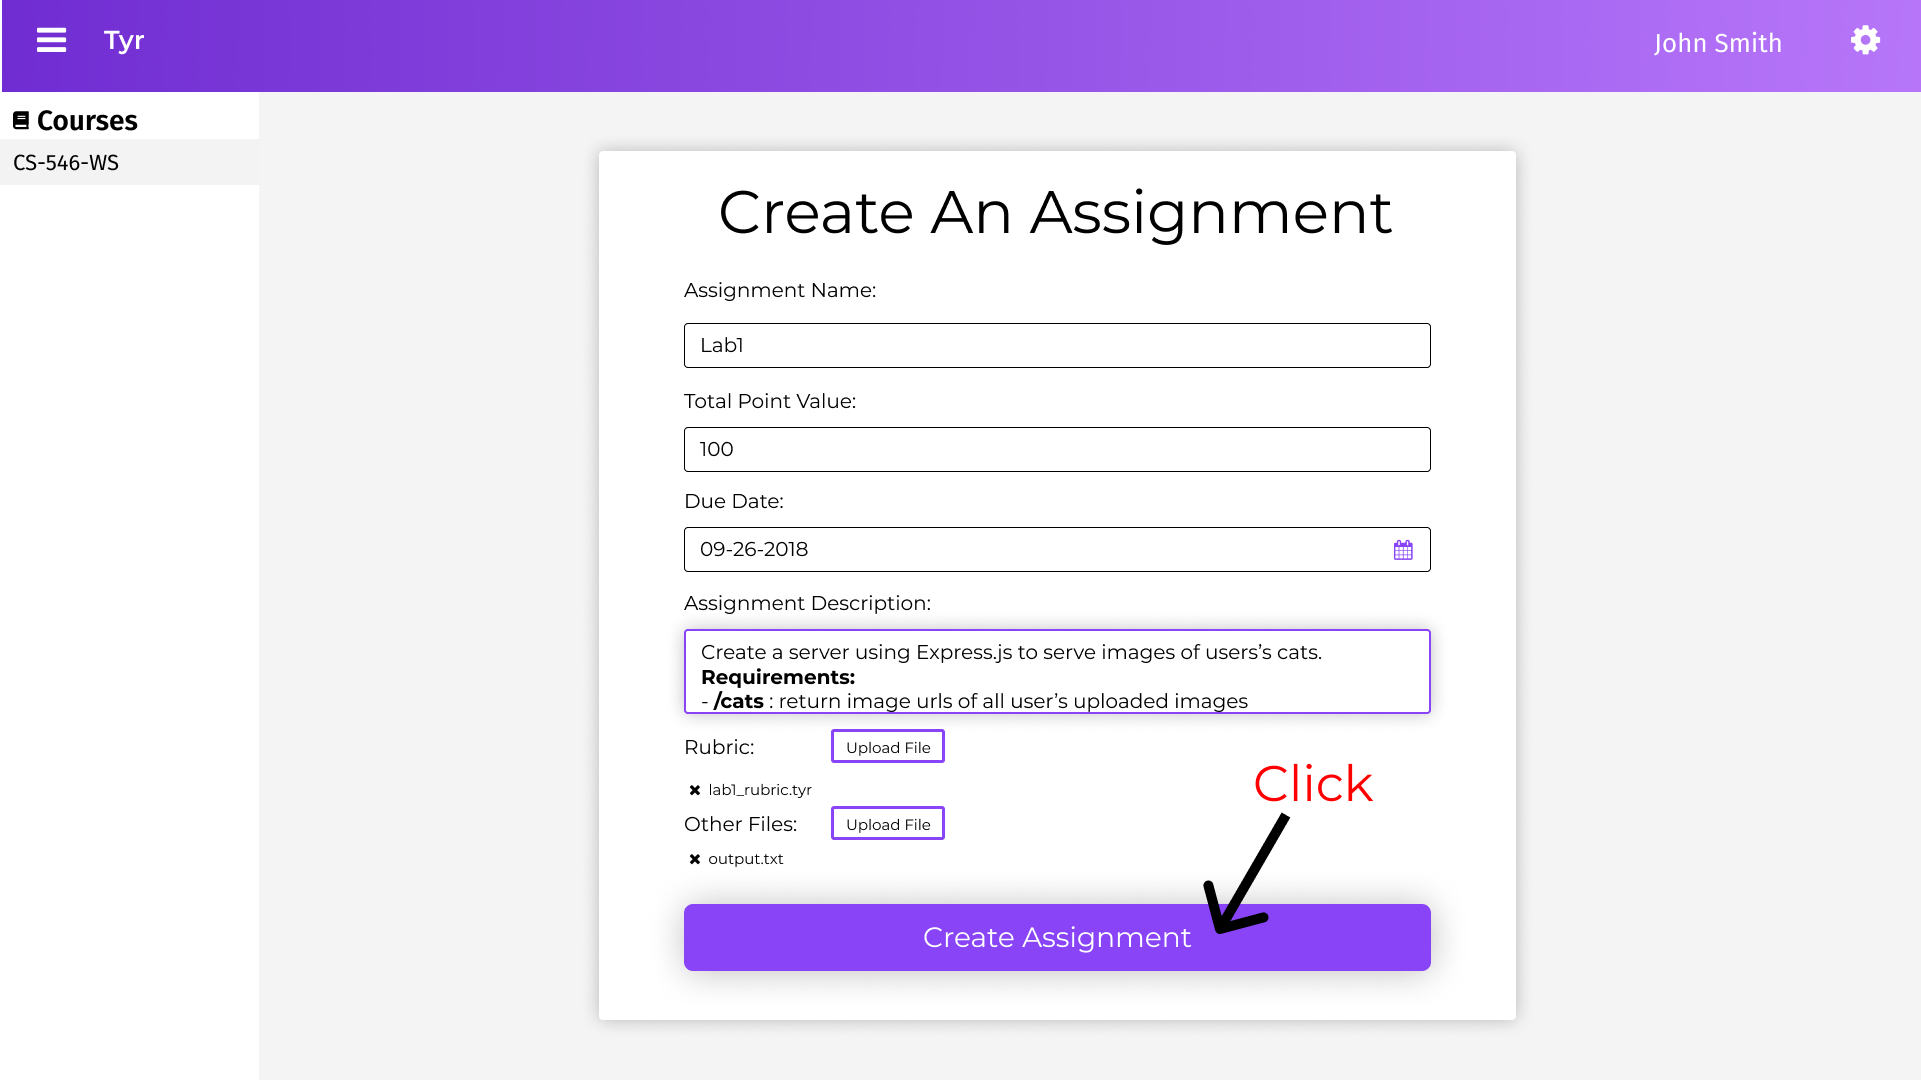 Tyr
John Smith
Courses
CS-546-WS
Create An Assignment
Assignment Name:
Lab1
Total Point Value:
100
Due Date:
09-26-2018
Assignment Description:
Create a server using Express.js to serve images of users’s cats.
Requirements:
- /cats : return image urls of all user’s uploaded images
Rubric:
Upload File
lab1_rubric.tyr
Other Files:
Upload File
output.txt
Click
Create Assignment